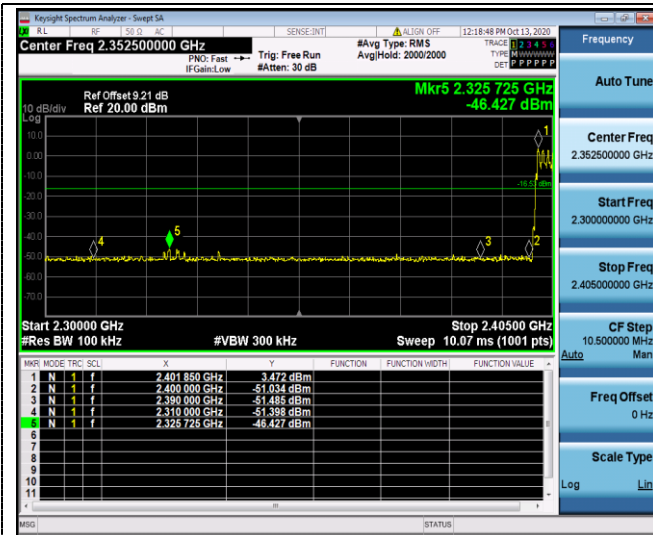 Keysight Spectrum Analyzer - Swept SA
RL RF 50 Ω AC SENSE:INT ALIGN OFF 12:18:48 PM Oct 13, 2020
Center Freq 2.352500000 GHz
PNO: Fast
IFGain:Low
Trig: Free Run
#Atten: 30 dB
#Avg Type: RMS
Avg|Hold: 2000/2000
TRACE 1 2 3 4 5 6
TYPE M W W W W W
DET P P P P P P
Ref Offset 9.21 dB
Ref 20.00 dBm
10 dB/div
Log
Mkr5 2.325 725 GHz
-46.427 dBm
10.0
0.00
-10.0
-20.0
-30.0
-40.0
-50.0
-60.0
-70.0
1
2
3
4
5
Start 2.30000 GHz
Stop 2.40500 GHz
#Res BW 100 kHz #VBW 300 kHz Sweep 10.07 ms (1001 pts)
MKR MODE TRC SCL X Y FUNCTION FUNCTION WIDTH FUNCTION VALUE
1 N 1 f 2.401 850 GHz 3.472 dBm
2 N 1 f 2.400 000 GHz -51.034 dBm
3 N 1 f 2.390 000 GHz -51.485 dBm
4 N 1 f 2.310 000 GHz -51.398 dBm
5 N 1 f 2.325 725 GHz -46.427 dBm
6
7
8
9
10
11
MSG STATUS
Frequency
Auto Tune
Center Freq
2.352500000 GHz
Start Freq
2.300000000 GHz
Stop Freq
2.405000000 GHz
CF Step
10.500000 MHz
Auto Man
Freq Offset
0 Hz
Scale Type
Log Lin